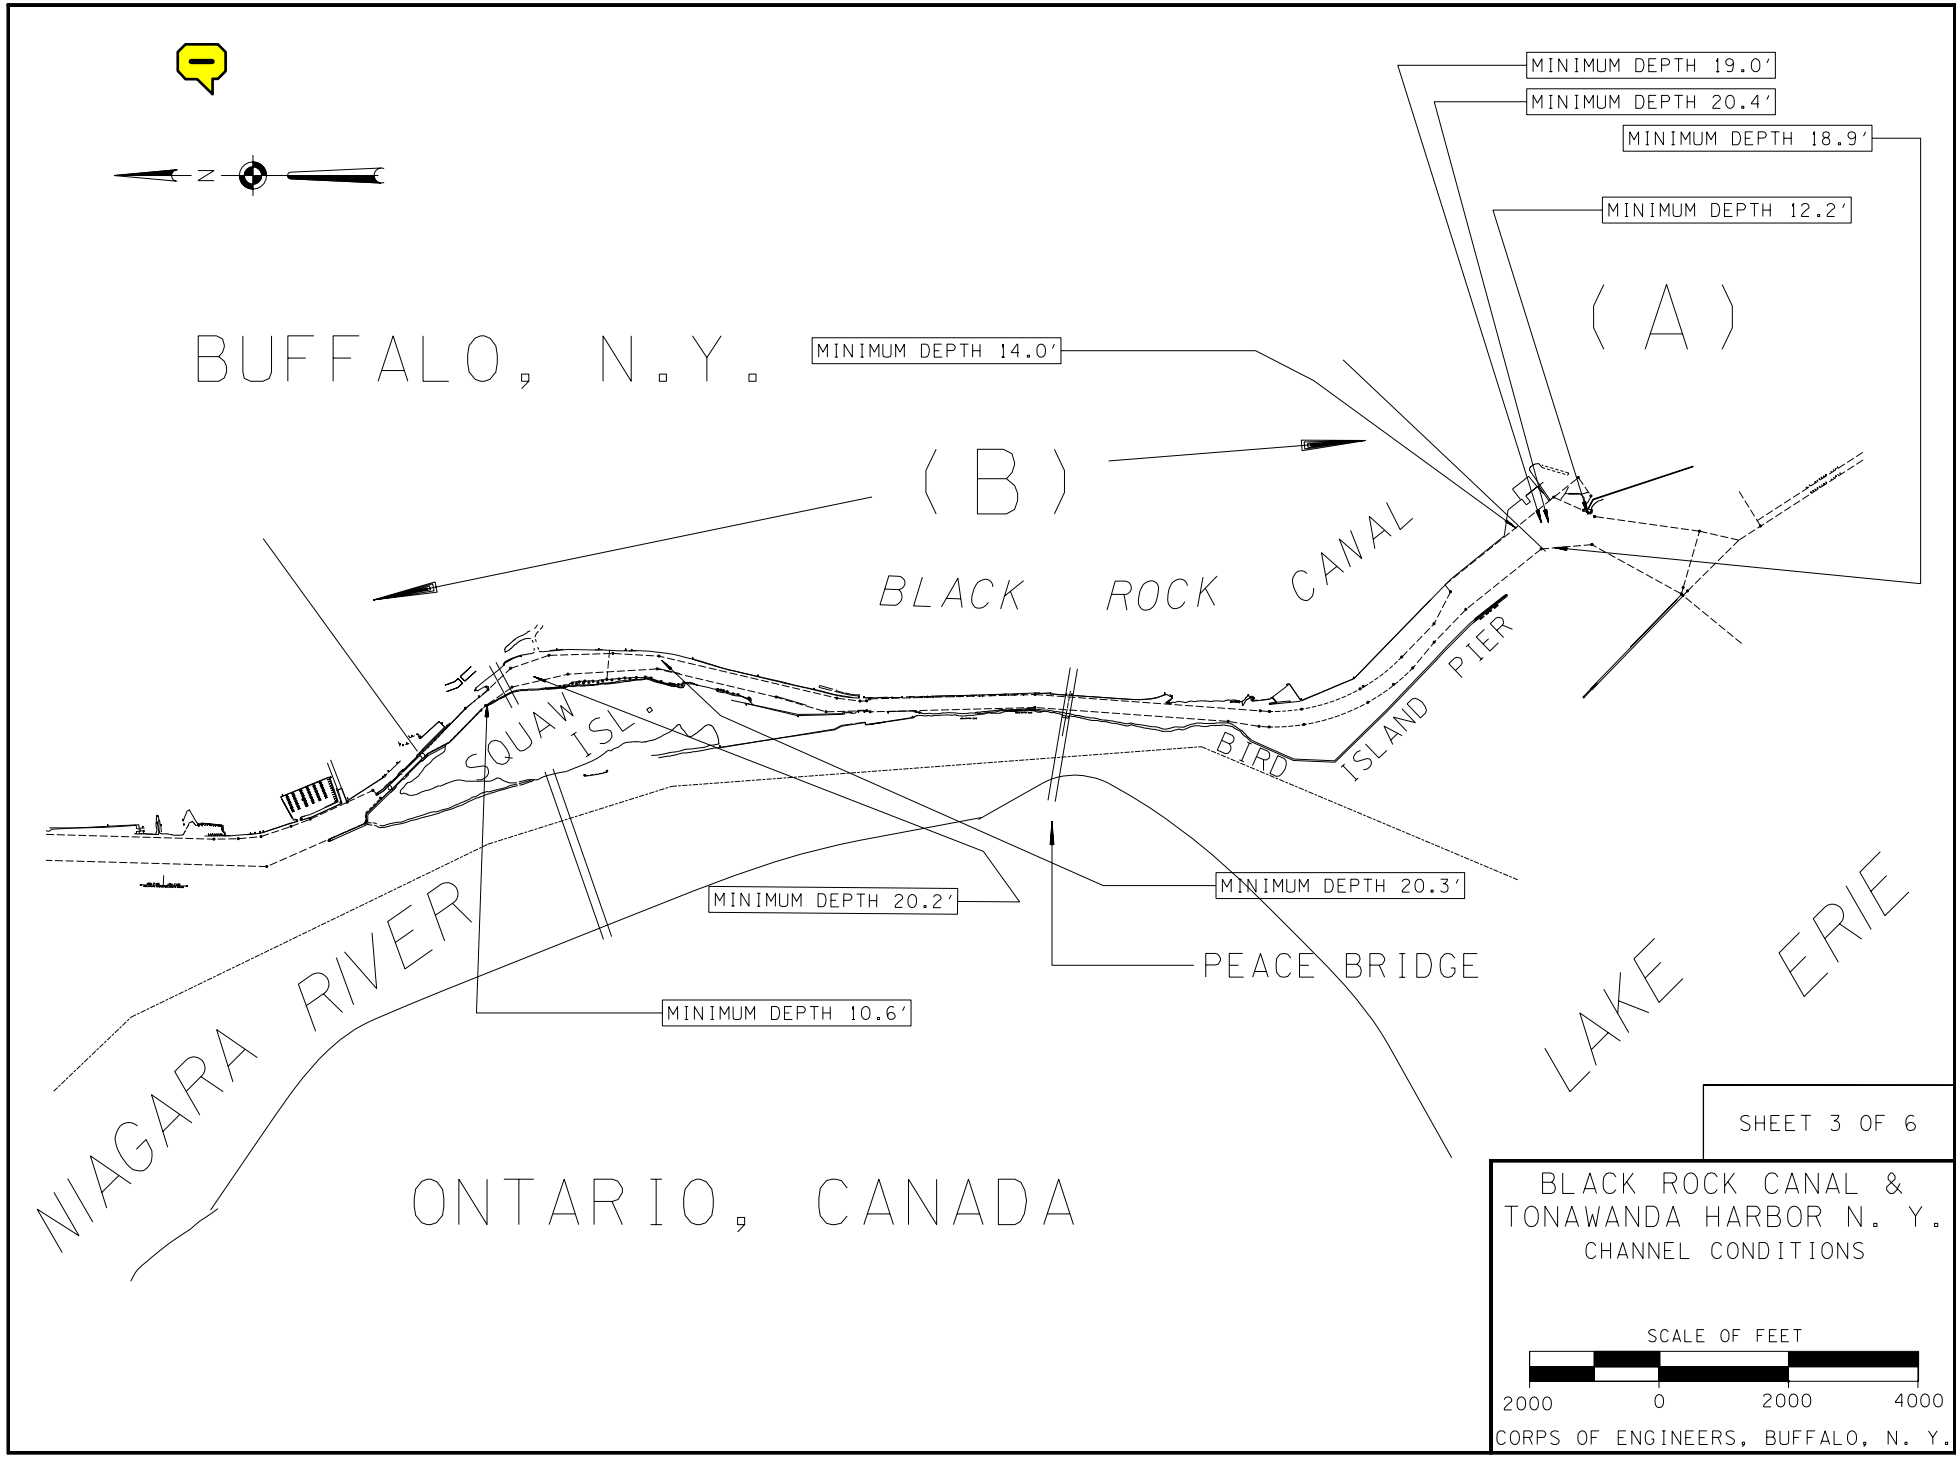 MINIMUM DEPTH 19.0'
MINIMUM DEPTH 20.4'
MINIMUM DEPTH 18.9'
N
MINIMUM DEPTH 12.2'
(A)
BUFFALO, N.Y.
MINIMUM DEPTH 14.0'
(B)
BLACK ROCK CANAL
SQUAW
ISL.
BIRD
ISLAND PIER
MINIMUM DEPTH 20.2'
MINIMUM DEPTH 20.3'
PEACE BRIDGE
MINIMUM DEPTH 10.6'
NIAGARA RIVER
LAKE ERIE
ONTARIO, CANADA
SHEET 3 OF 6
BLACK ROCK CANAL &
TONAWANDA HARBOR N. Y.
CHANNEL CONDITIONS
SCALE OF FEET
2000 0 2000 4000
CORPS OF ENGINEERS, BUFFALO, N. Y.